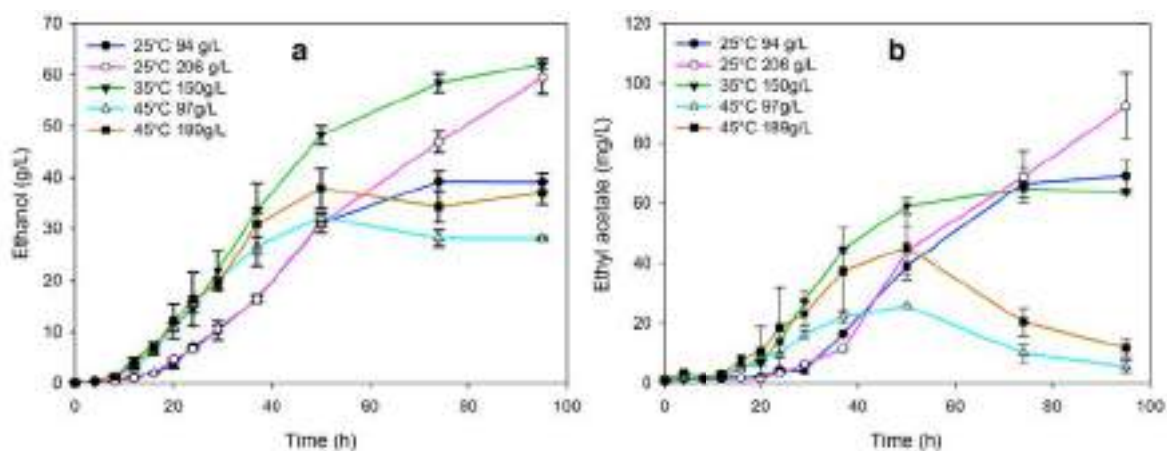 a
25°C 94 g/L
25°C 206 g/L
35°C 150g/L
45°C 97g/L
45°C 189g/L
Ethanol (g/L)
70
60
50
40
30
20
10
0
0 20 40 60 80 100
Time (h)
b
25°C 94 g/L
25°C 206 g/L
35°C 150g/L
45°C 97g/L
45°C 189g/L
Ethyl acetate (mg/L)
120
100
80
60
40
20
0
0 20 40 60 80 100
Time (h)